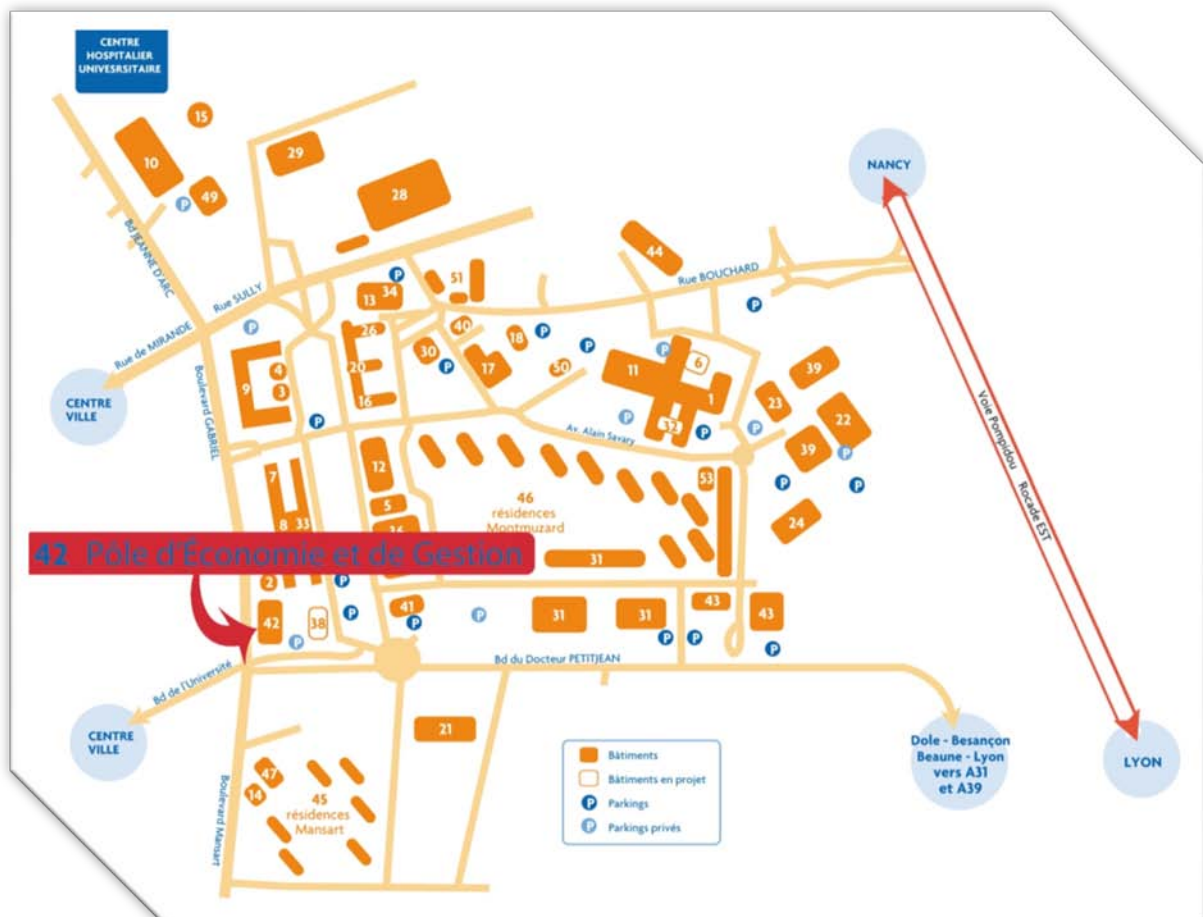 CENTRE
HOSPITALIER
UNIVESRSITAIRE
15
10
29
49
P
28
NANCY
Bd JEANNE D'ARC
44
Rue BOUCHARD
51
P
34
13
Rue SULLY
P
Rue de MIRANDE
P
40
18
P
26
30
P
P
P
6
11
39
9
4
3
20
17
50
1
23
22
CENTRE
VILLE
Boulevard GABRIEL
16
P
P
12
P
P
39
P
Av. Alain Savary
Voie Pompidou Rocade EST
7
12
5
46
résidences
Montmuzard
53
P
P
8
33
24
42 Pôle d'Économie et de Gestion
31
2
P
42
38
P
P
41
P
P
31
31
P
P
43
43
P
Bd du Docteur PETITJEAN
Bd de l'Université
CENTRE
VILLE
21
Dole - Besançon
Beaune - Lyon
vers A31
et A39
LYON
47
14
45
résidences
Mansart
Boulevard Mansart
Bâtiments
Bâtiments en projet
P Parkings
P Parkings privés